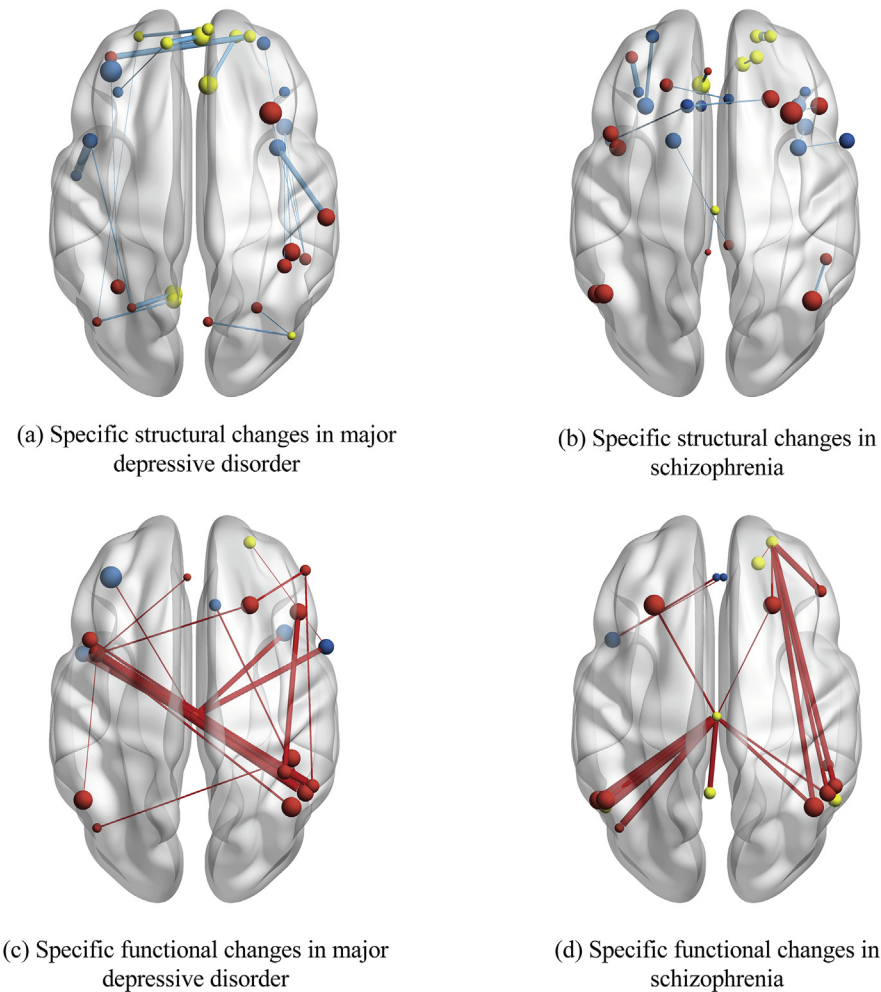 (a) Specific structural changes in major
depressive disorder
(b) Specific structural changes in
schizophrenia
(c) Specific functional changes in major
depressive disorder
(d) Specific functional changes in
schizophrenia